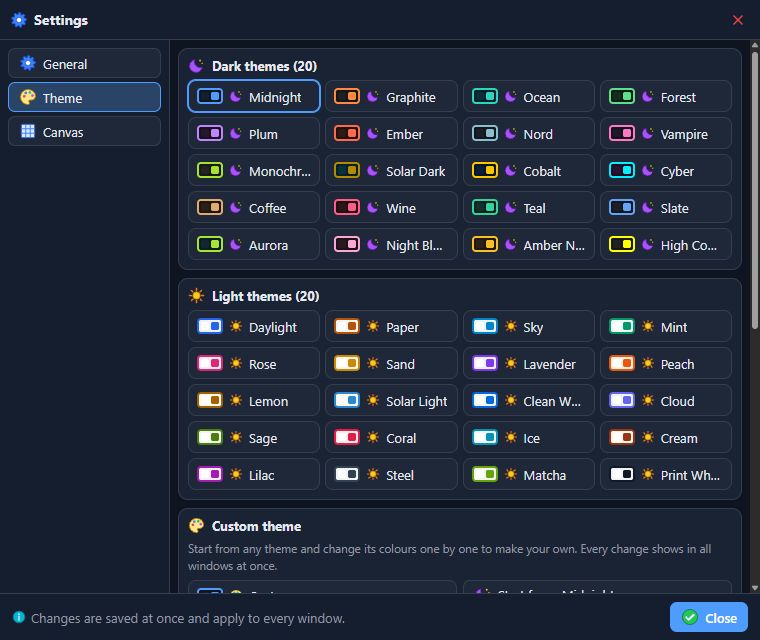 Settings
General
Theme
Canvas
Dark themes (20)
Midnight Graphite Ocean Forest
Plum Ember Nord Vampire
Monochr... Solar Dark Cobalt Cyber
Coffee Wine Teal Slate
Aurora Night Bl... Amber N... High Co...
Light themes (20)
Daylight Paper Sky Mint
Rose Sand Lavender Peach
Lemon Solar Light Clean W... Cloud
Sage Coral Ice Cream
Lilac Steel Matcha Print Wh...
Custom theme
Start from any theme and change its colours one by one to make your own. Every change shows in all
windows at once.
Changes are saved at once and apply to every window.
Close